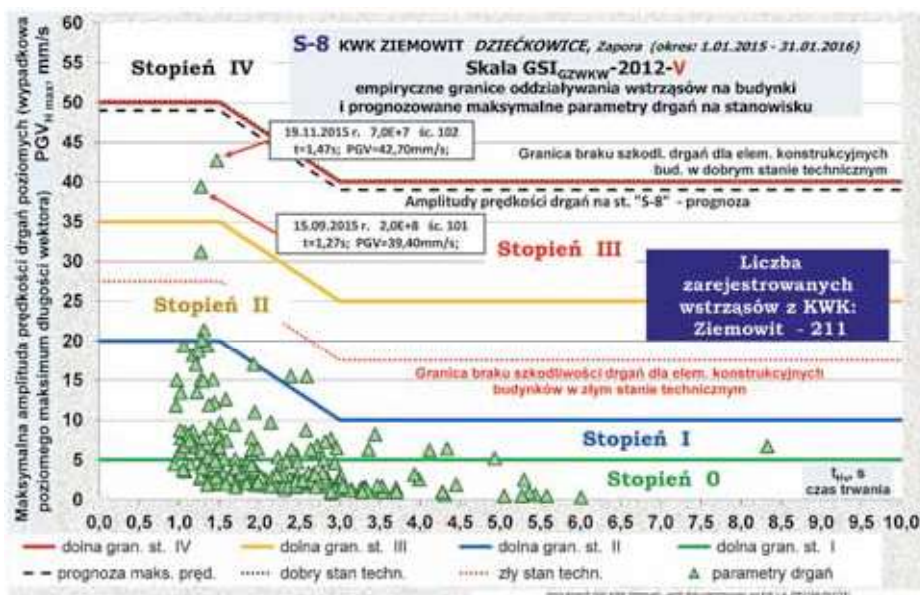 Maksymalna amplituda prędkości drgań poziomych (wypadkowa
poziomego maksimum długości wektora) PGV_H max, mm/s
60
55
50
45
40
35
30
25
20
15
10
5
0
S-8 KWK ZIEMOWIT DZIEĆKOWICE, Zapora (okres: 1.01.2015 - 31.01.2016)
Skala GSI_GZWKW-2012-V
empiryczne granice oddziaływania wstrząsów na budynki
i prognozowane maksymalne parametry drgań na stanowisku
Stopień IV
19.11.2015 r. 7,0E+7 śc. 102
t=1,47s; PGV=42,70mm/s;
Granica braku szkodl. drgań dla elem. konstrukcyjnych
bud. w dobrym stanie technicznym
Amplitudy prędkości drgań na st. "S-8" - prognoza
15.09.2015 r. 2,0E+8 śc. 101
t=1,27s; PGV=39,40mm/s;
Stopień III
Liczba
zarejestrowanych
wstrząsów z KWK:
Ziemowit - 211
Stopień II
Granica braku szkodliwości drgań dla elem. konstrukcyjnych
budynków w złym stanie technicznym
Stopień I
Stopień 0
t_Hv, s
czas trwania
0,0 0,5 1,0 1,5 2,0 2,5 3,0 3,5 4,0 4,5 5,0 5,5 6,0 6,5 7,0 7,5 8,0 8,5 9,0 9,5 10,0
dolna gran. st. IV dolna gran. st. III dolna gran. st. II dolna gran. st. I
prognoza maks. pręd. dobry stan techn. zły stan techn. parametry drgań